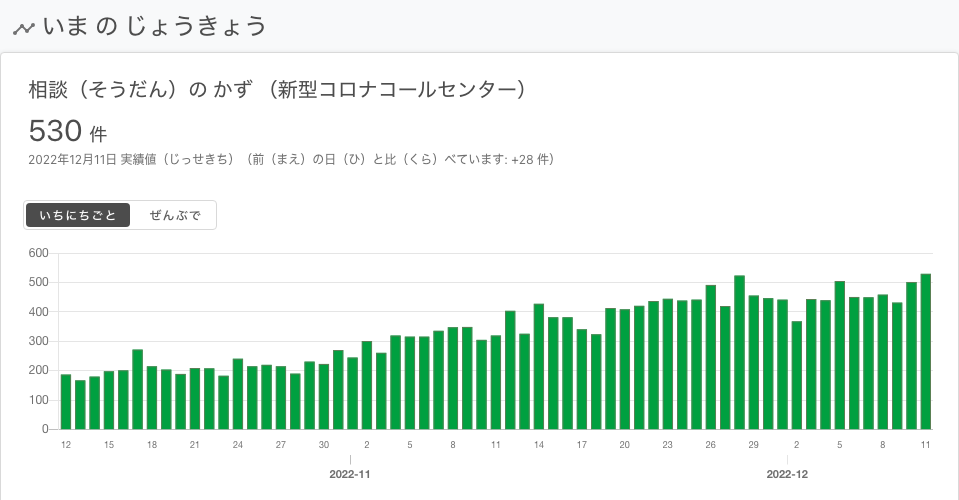 いま の じょうきょう
相談（そうだん）の かず （新型コロナコールセンター）
530 件
2022年12月11日 実績値（じっせきち）（前（まえ）の日（ひ）と比（くら）べています: +28 件）
いちにちごと ぜんぶで
600
500
400
300
200
100
0
12 15 18 21 24 27 30 2 5 8 11 14 17 20 23 26 29 2 5 8 11
2022-11 2022-12